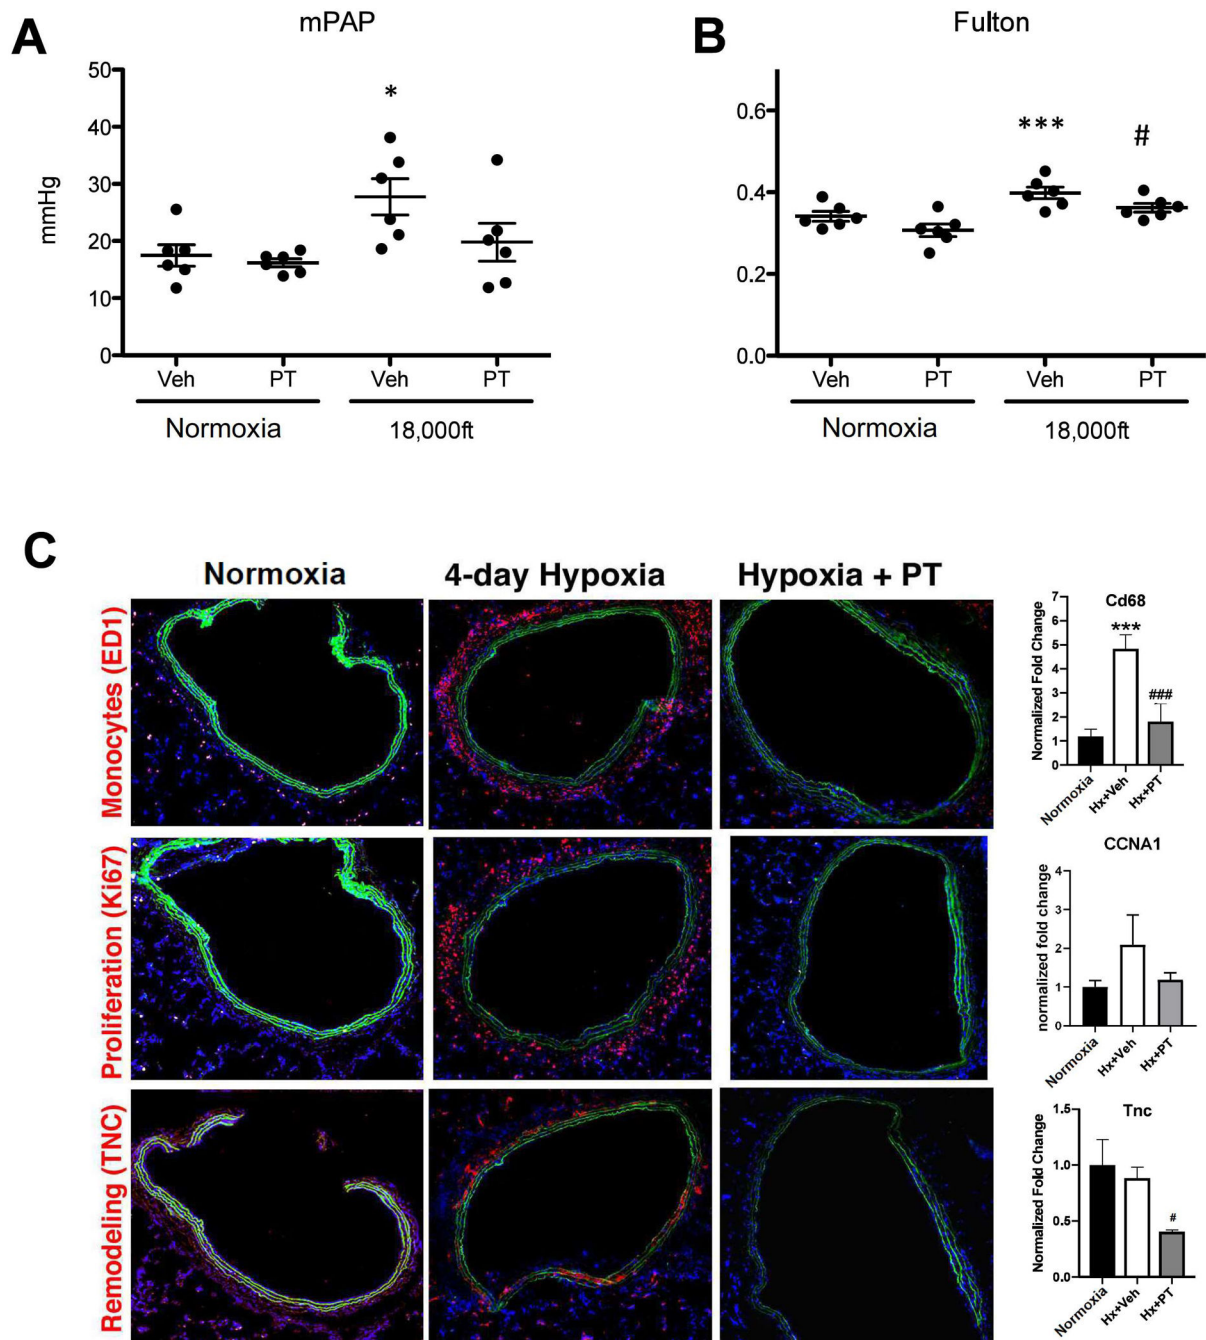 A
mPAP
mmHg
50
40
30
20
10
0
*
Veh
PT
Veh
PT
Normoxia
18,000ft
B
Fulton
0.6
0.4
0.2
0.0
***
#
Veh
PT
Veh
PT
Normoxia
18,000ft
C
Normoxia
4-day Hypoxia
Hypoxia + PT
Monocytes (ED1)
Proliferation (Ki67)
Remodeling (TNC)
Cd68
Normalized Fold Change
7
6
5
4
3
2
1
0
***
###
Normoxia
Hx+Veh
Hx+PT
CCNA1
normalized fold change
4
3
2
1
0
Normoxia
Hx+Veh
Hx+PT
Tnc
Normalized Fold Change
1.5
1.0
0.5
0.0
#
Normoxia
Hx+Veh
Hx+PT